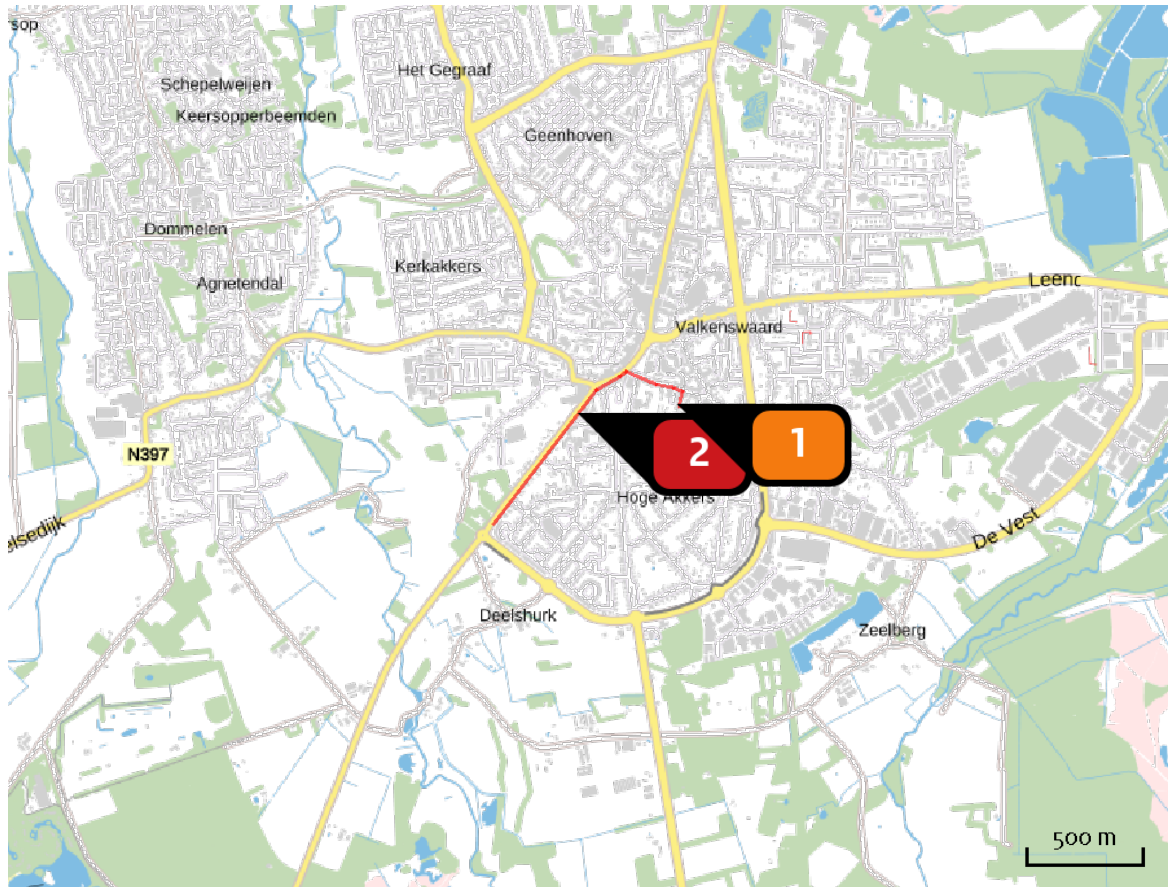 sop
Het Gegraaf
Schepelweijen
Keersopperbeemden
Geenhoven
Dommelen
Kerkakkers
Agnetendal
Leenc
Valkenswaard
1
2
N397
Hoge Akkers
elsedijk
De Vest
Deelshurk
Zeelberg
500 m